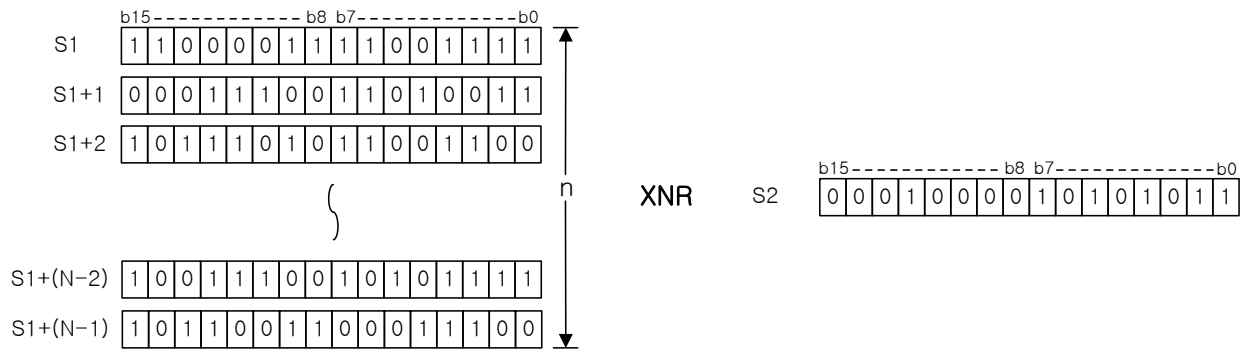 b15-------------- b8 b7--------------b0
S1 1 1 0 0 0 0 1 1 1 1 0 0 1 1 1 1
S1+1 0 0 0 1 1 1 0 0 1 1 0 1 0 0 1 1
S1+2 1 0 1 1 1 0 1 0 1 1 0 0 1 1 0 0
n
S1+(N-2) 1 0 0 1 1 1 0 0 1 0 1 0 1 1 1 1
S1+(N-1) 1 0 1 1 0 0 1 1 0 0 0 1 1 1 0 0
XNR
b15-------------- b8 b7--------------b0
S2 0 0 0 1 0 0 0 0 1 0 1 0 1 0 1 1